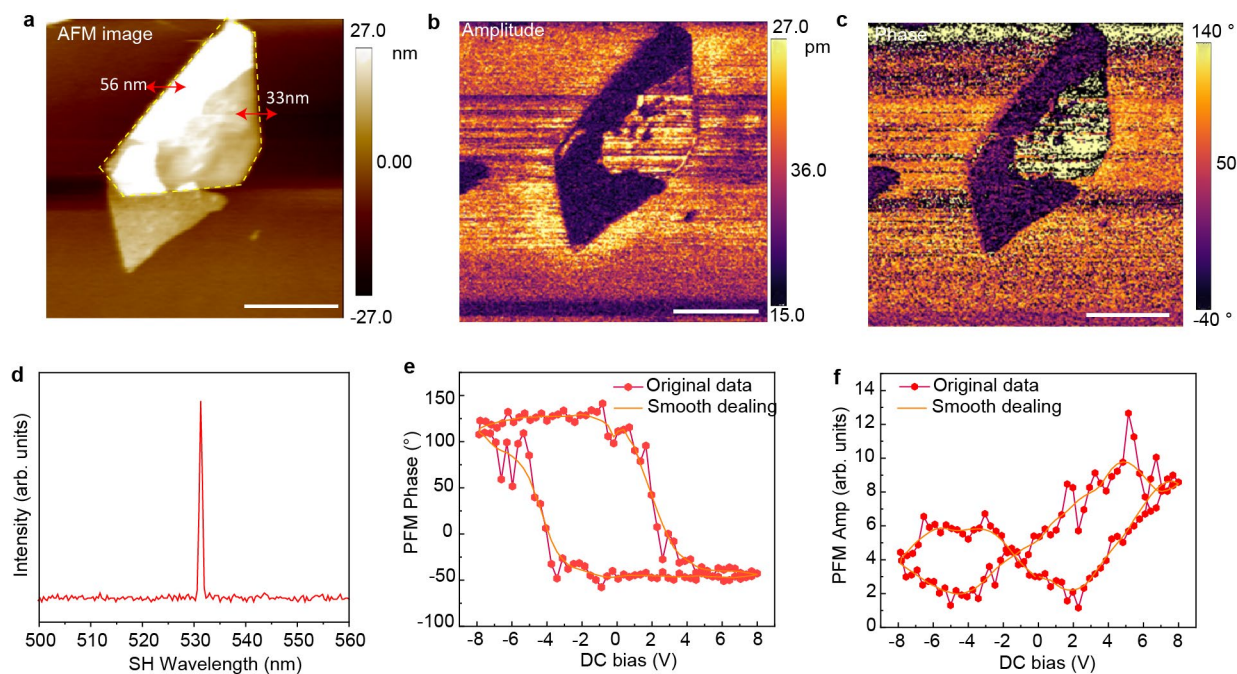 a
AFM image
56 nm
33nm
27.0
nm
0.00
-27.0
b
Amplitude
27.0
pm
36.0
15.0
c
Phase
140 °
50
-40 °
d
Intensity (arb. units)
500 510 520 530 540 550 560
SH Wavelength (nm)
e
Original data
Smooth dealing
PFM Phase (°)
150
100
50
0
-50
-100
-8 -6 -4 -2 0 2 4 6 8
DC bias (V)
f
Original data
Smooth dealing
PFM Amp (arb. units)
14
12
10
8
6
4
2
0
-8 -6 -4 -2 0 2 4 6 8
DC bias (V)